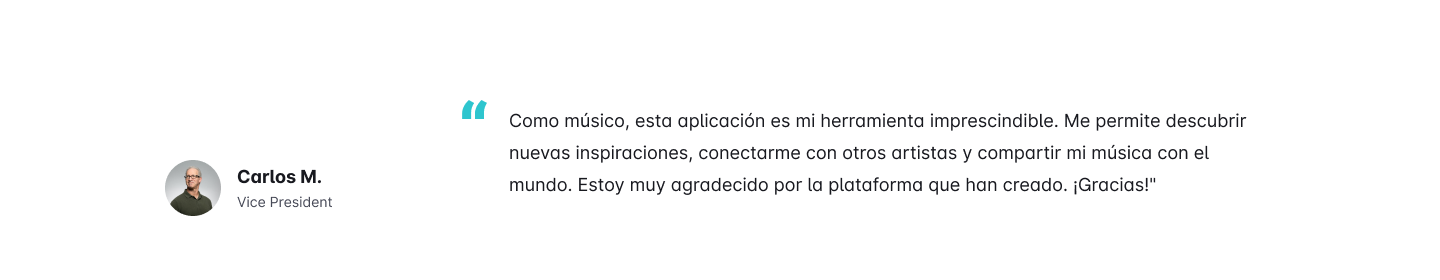 “
Como músico, esta aplicación es mi herramienta imprescindible. Me permite descubrir
nuevas inspiraciones, conectarme con otros artistas y compartir mi música con el
mundo. Estoy muy agradecido por la plataforma que han creado. ¡Gracias!"
Carlos M.
Vice President